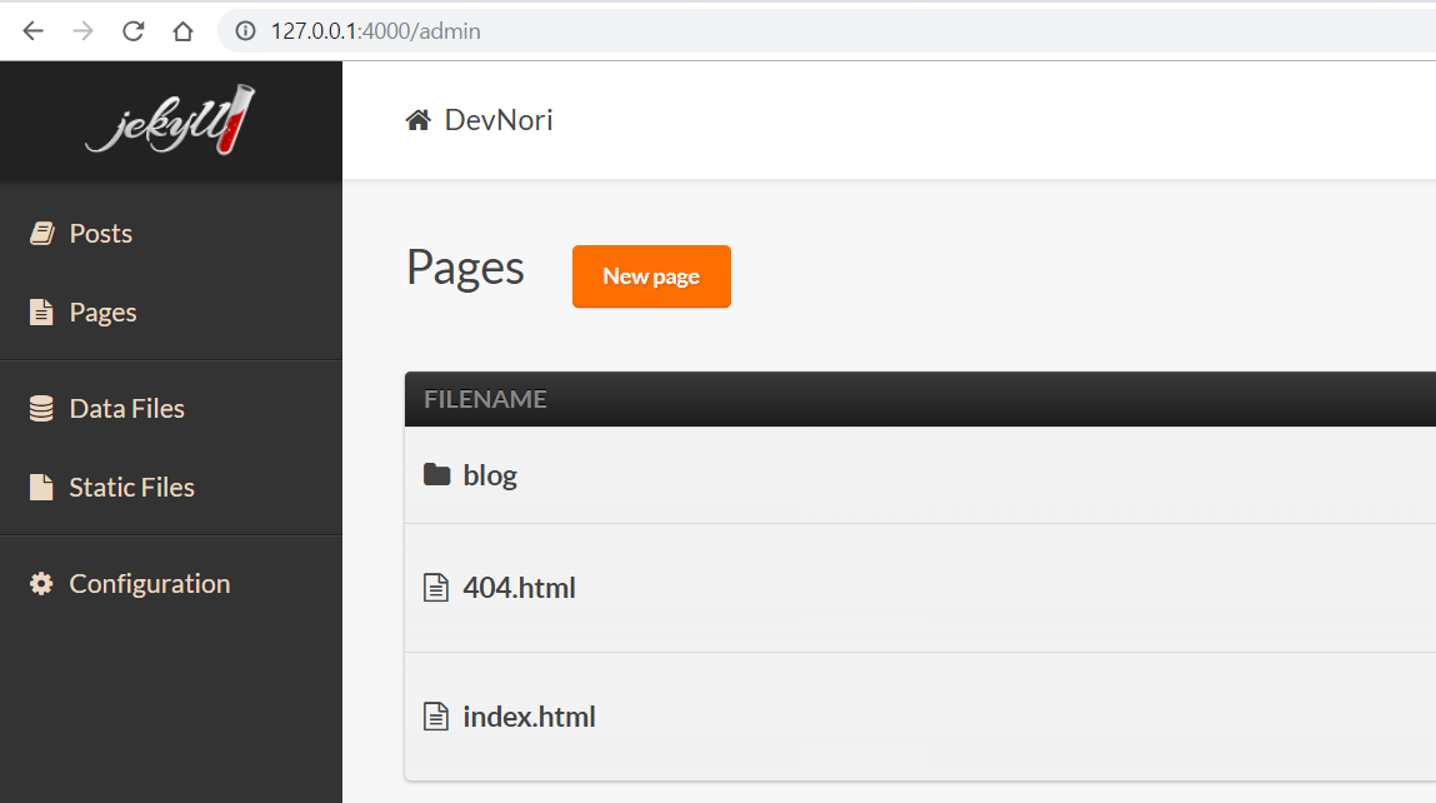 127.0.0.1:4000/admin
jekyll
DevNori
Posts
Pages
Data Files
Static Files
Configuration
Pages
New page
FILENAME
blog
404.html
index.html